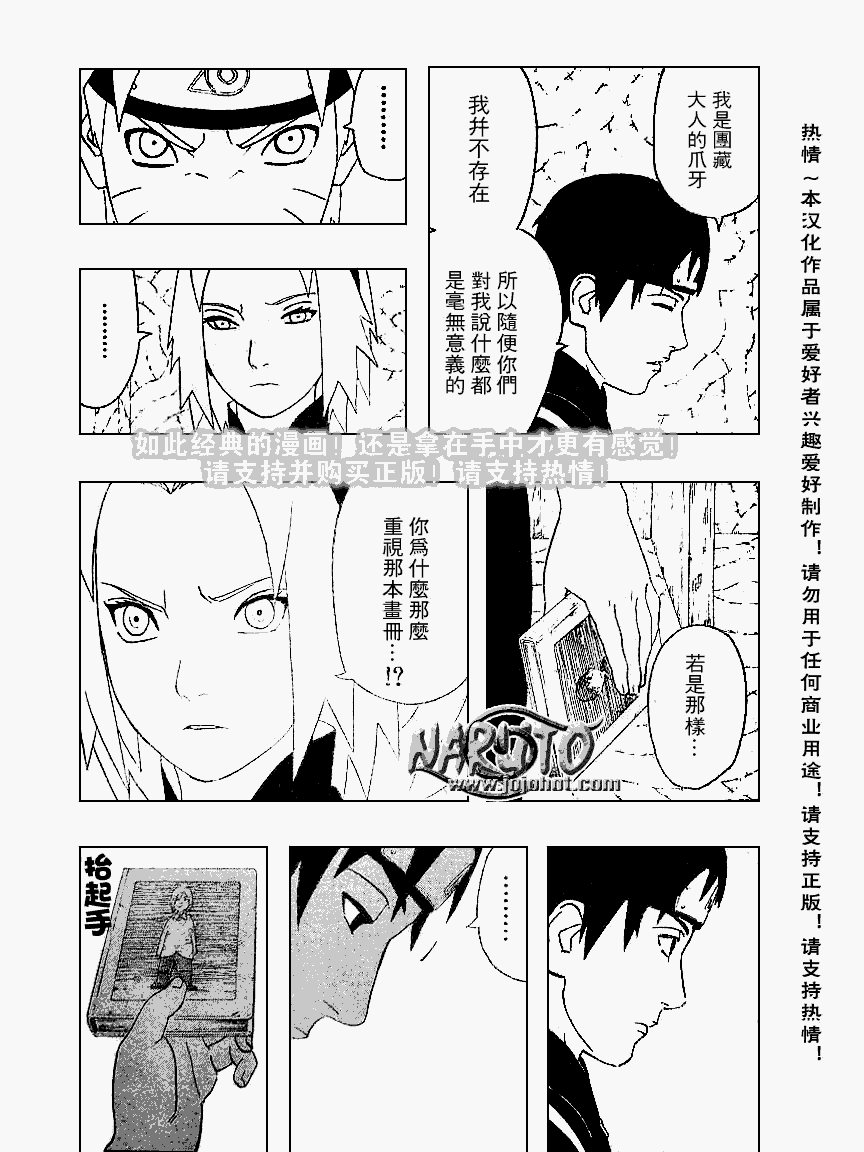 我是團藏
大人的爪牙
我幷不存在
所以隨便你們
對我說什麼都
是毫無意義的
………
………
若是那樣…
你爲什麼那麼
重視那本畫冊…!?
………
抬起手
如此经典的漫画！还是拿在手中才更有感觉！
请支持并购买正版！请支持热情！
NARUTO
www.jojohot.com
热情～本汉化作品属于爱好者兴趣爱好制作！请勿用于任何商业用途！请支持正版！请支持热情！